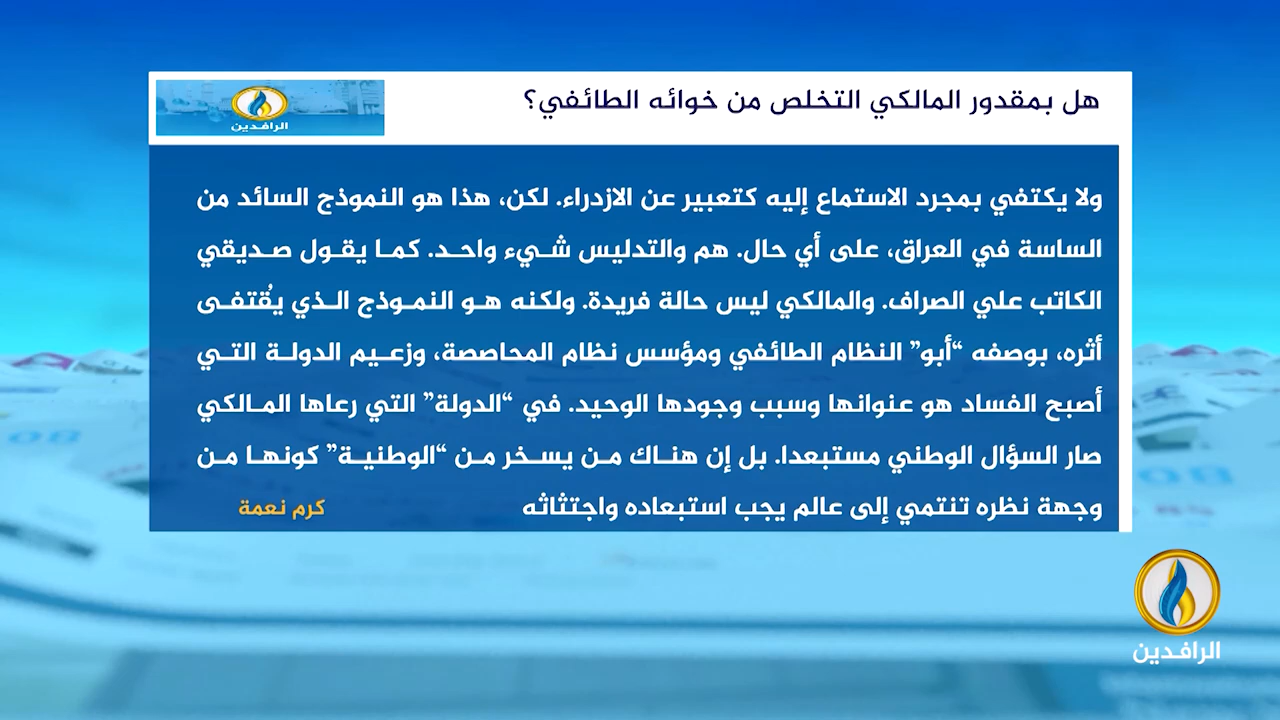 هل بمقدور المالكي التخلص من خوائه الطائفي؟
الرافدين
ولا يكتفي بمجرد الاستماع إليه كتعبير عن الازدراء. لكن، هذا هو النموذج السائد من
الساسة في العراق، على أي حال. هم والتدليس شيء واحد. كما يقول صديقي
الكاتب علي الصراف. والمالكي ليس حالة فريدة. ولكنه هو النموذج الذي يُقتفى
أثره، بوصفه “أبو” النظام الطائفي ومؤسس نظام المحاصصة، وزعيم الدولة التي
أصبح الفساد هو عنوانها وسبب وجودها الوحيد. في “الدولة” التي رعاها المالكي
صار السؤال الوطني مستبعدا. بل إن هناك من يسخر من “الوطنية” كونها من
وجهة نظره تنتمي إلى عالم يجب استبعاده واجتثاثه
كرم نعمة
الرافدين